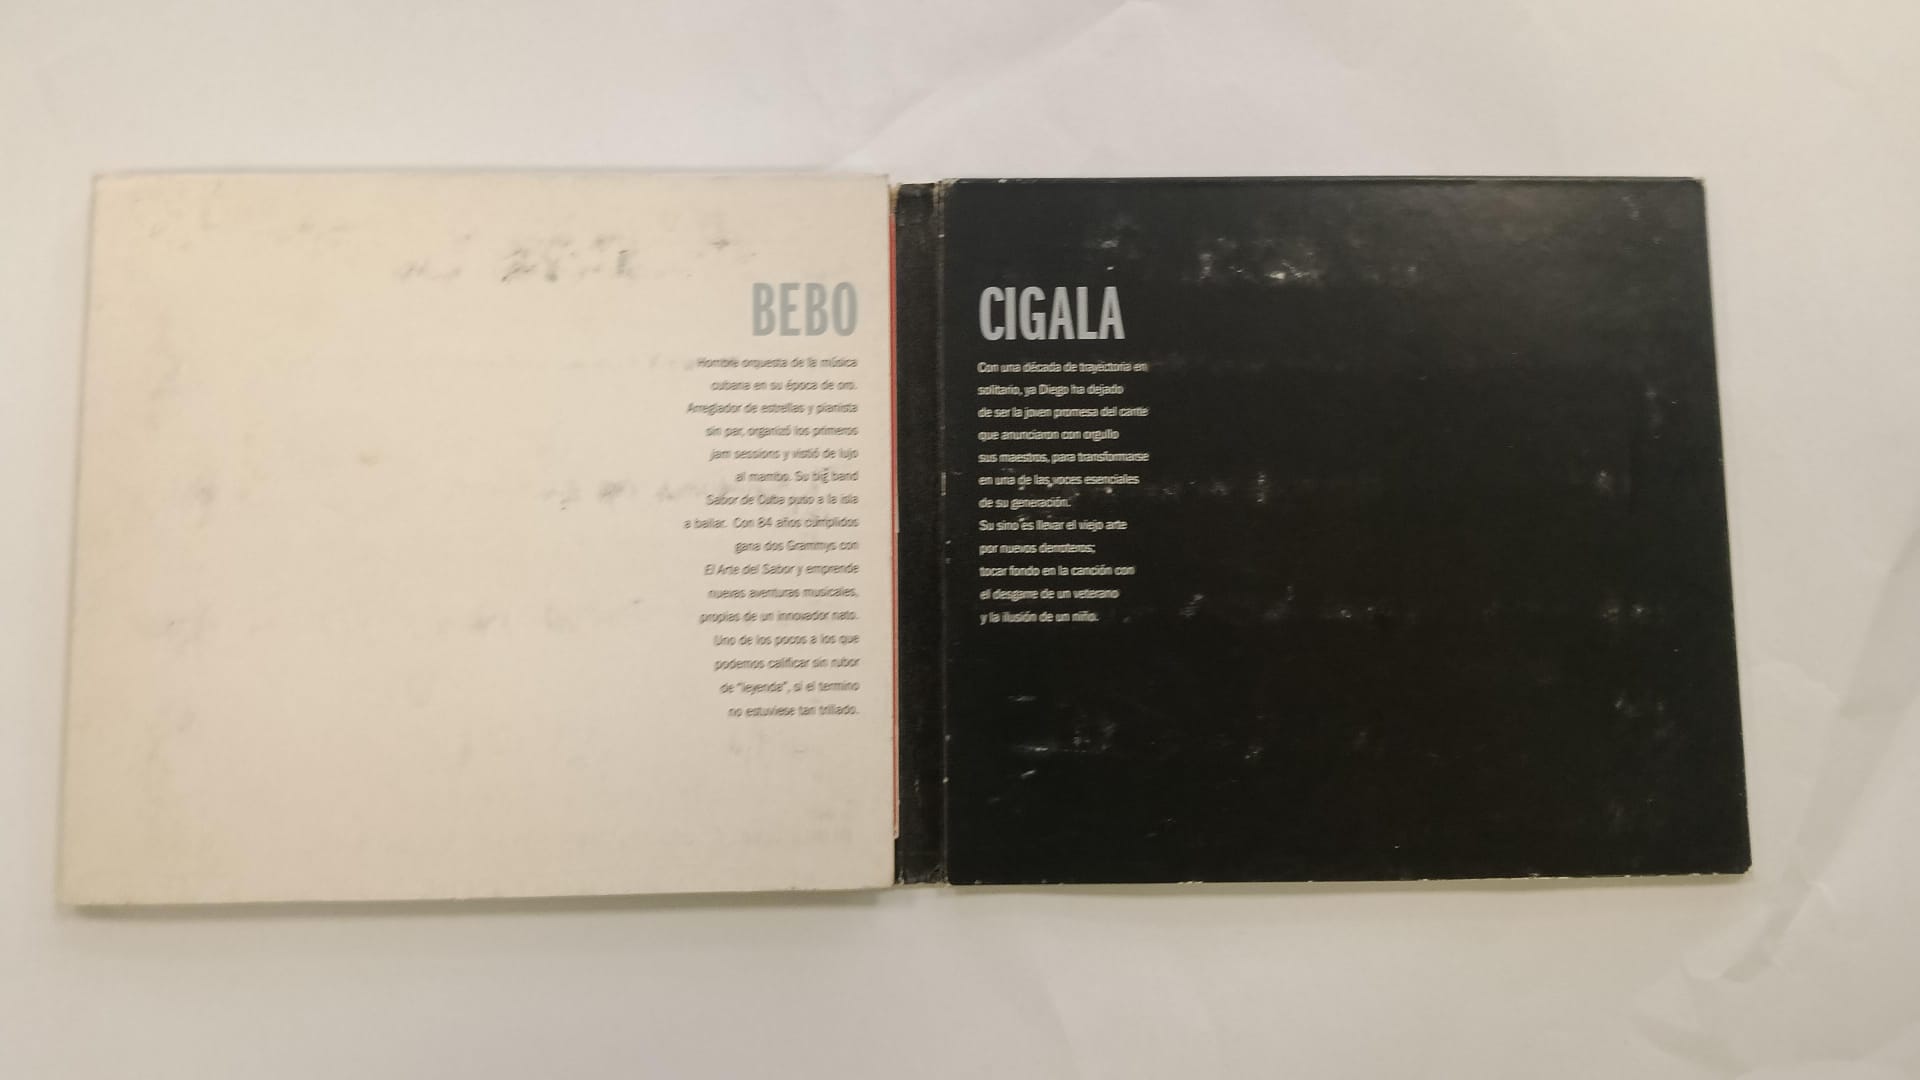 BEBO
Hombre orquesta de la música
cubana en su época de oro.
Arreglador de estrellas y pianista
sin par, organizó los primeros
jam sessions y vistió de lujo
al mambo. Su big band
Sabor de Cuba puso a la isla
a bailar. Con 84 años cumplidos
gana dos Grammys con
El Arte del Sabor y emprende
nuevas aventuras musicales,
propias de un innovador nato.
Uno de los pocos a los que
podemos calificar sin rubor
de "leyenda", si el termino
no estuviese tan trillado.
CIGALA
Con una década de trayectoria en
solitario, ya Diego ha dejado
de ser la joven promesa del cante
que anunciaron con orgullo
sus maestros, para transformarse
en una de las voces esenciales
de su generación.
Su sino es llevar el viejo arte
por nuevos derroteros;
tocar fondo en la canción con
el desgarre de un veterano
y la ilusión de un niño.